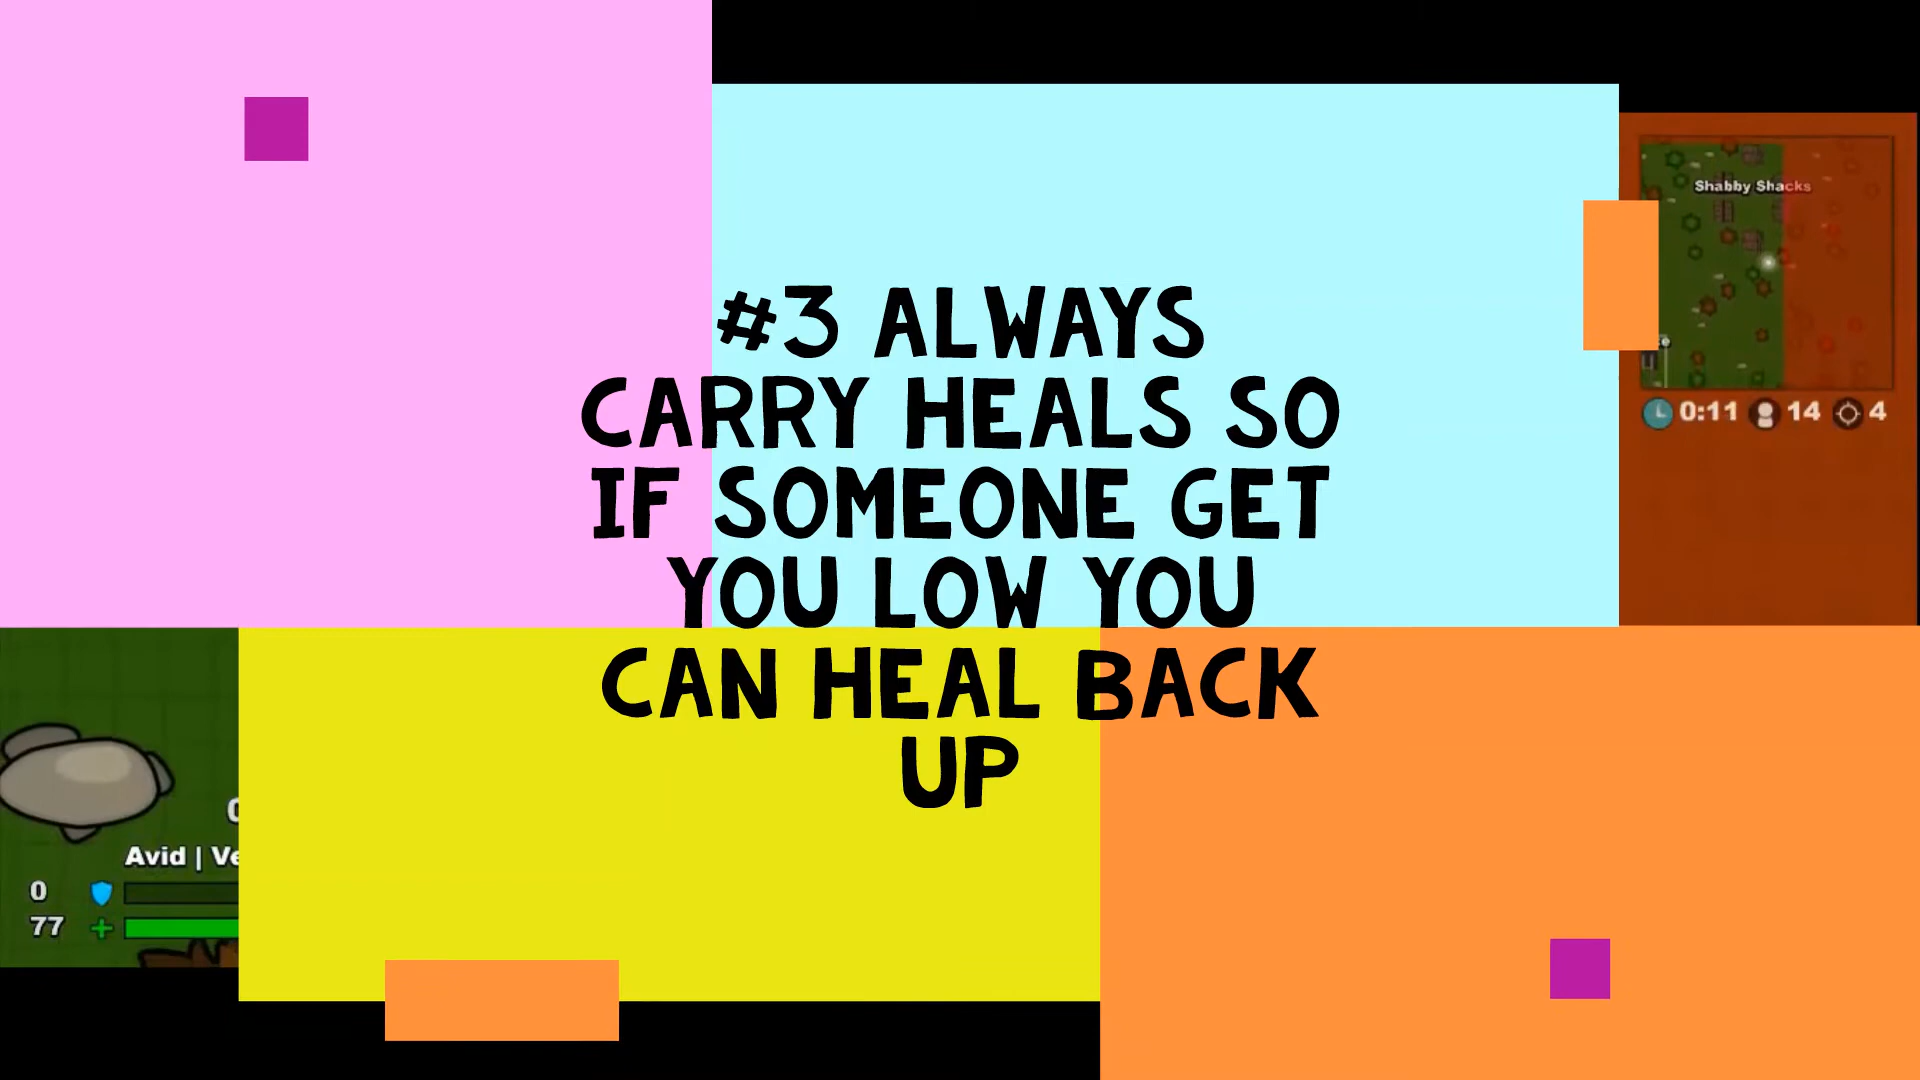 #3 ALWAYS
CARRY HEALS SO
IF SOMEONE GET
YOU LOW YOU
CAN HEAL BACK
UP
Shabby Shacks
0:11 14 4
Avid | Ve
0
77